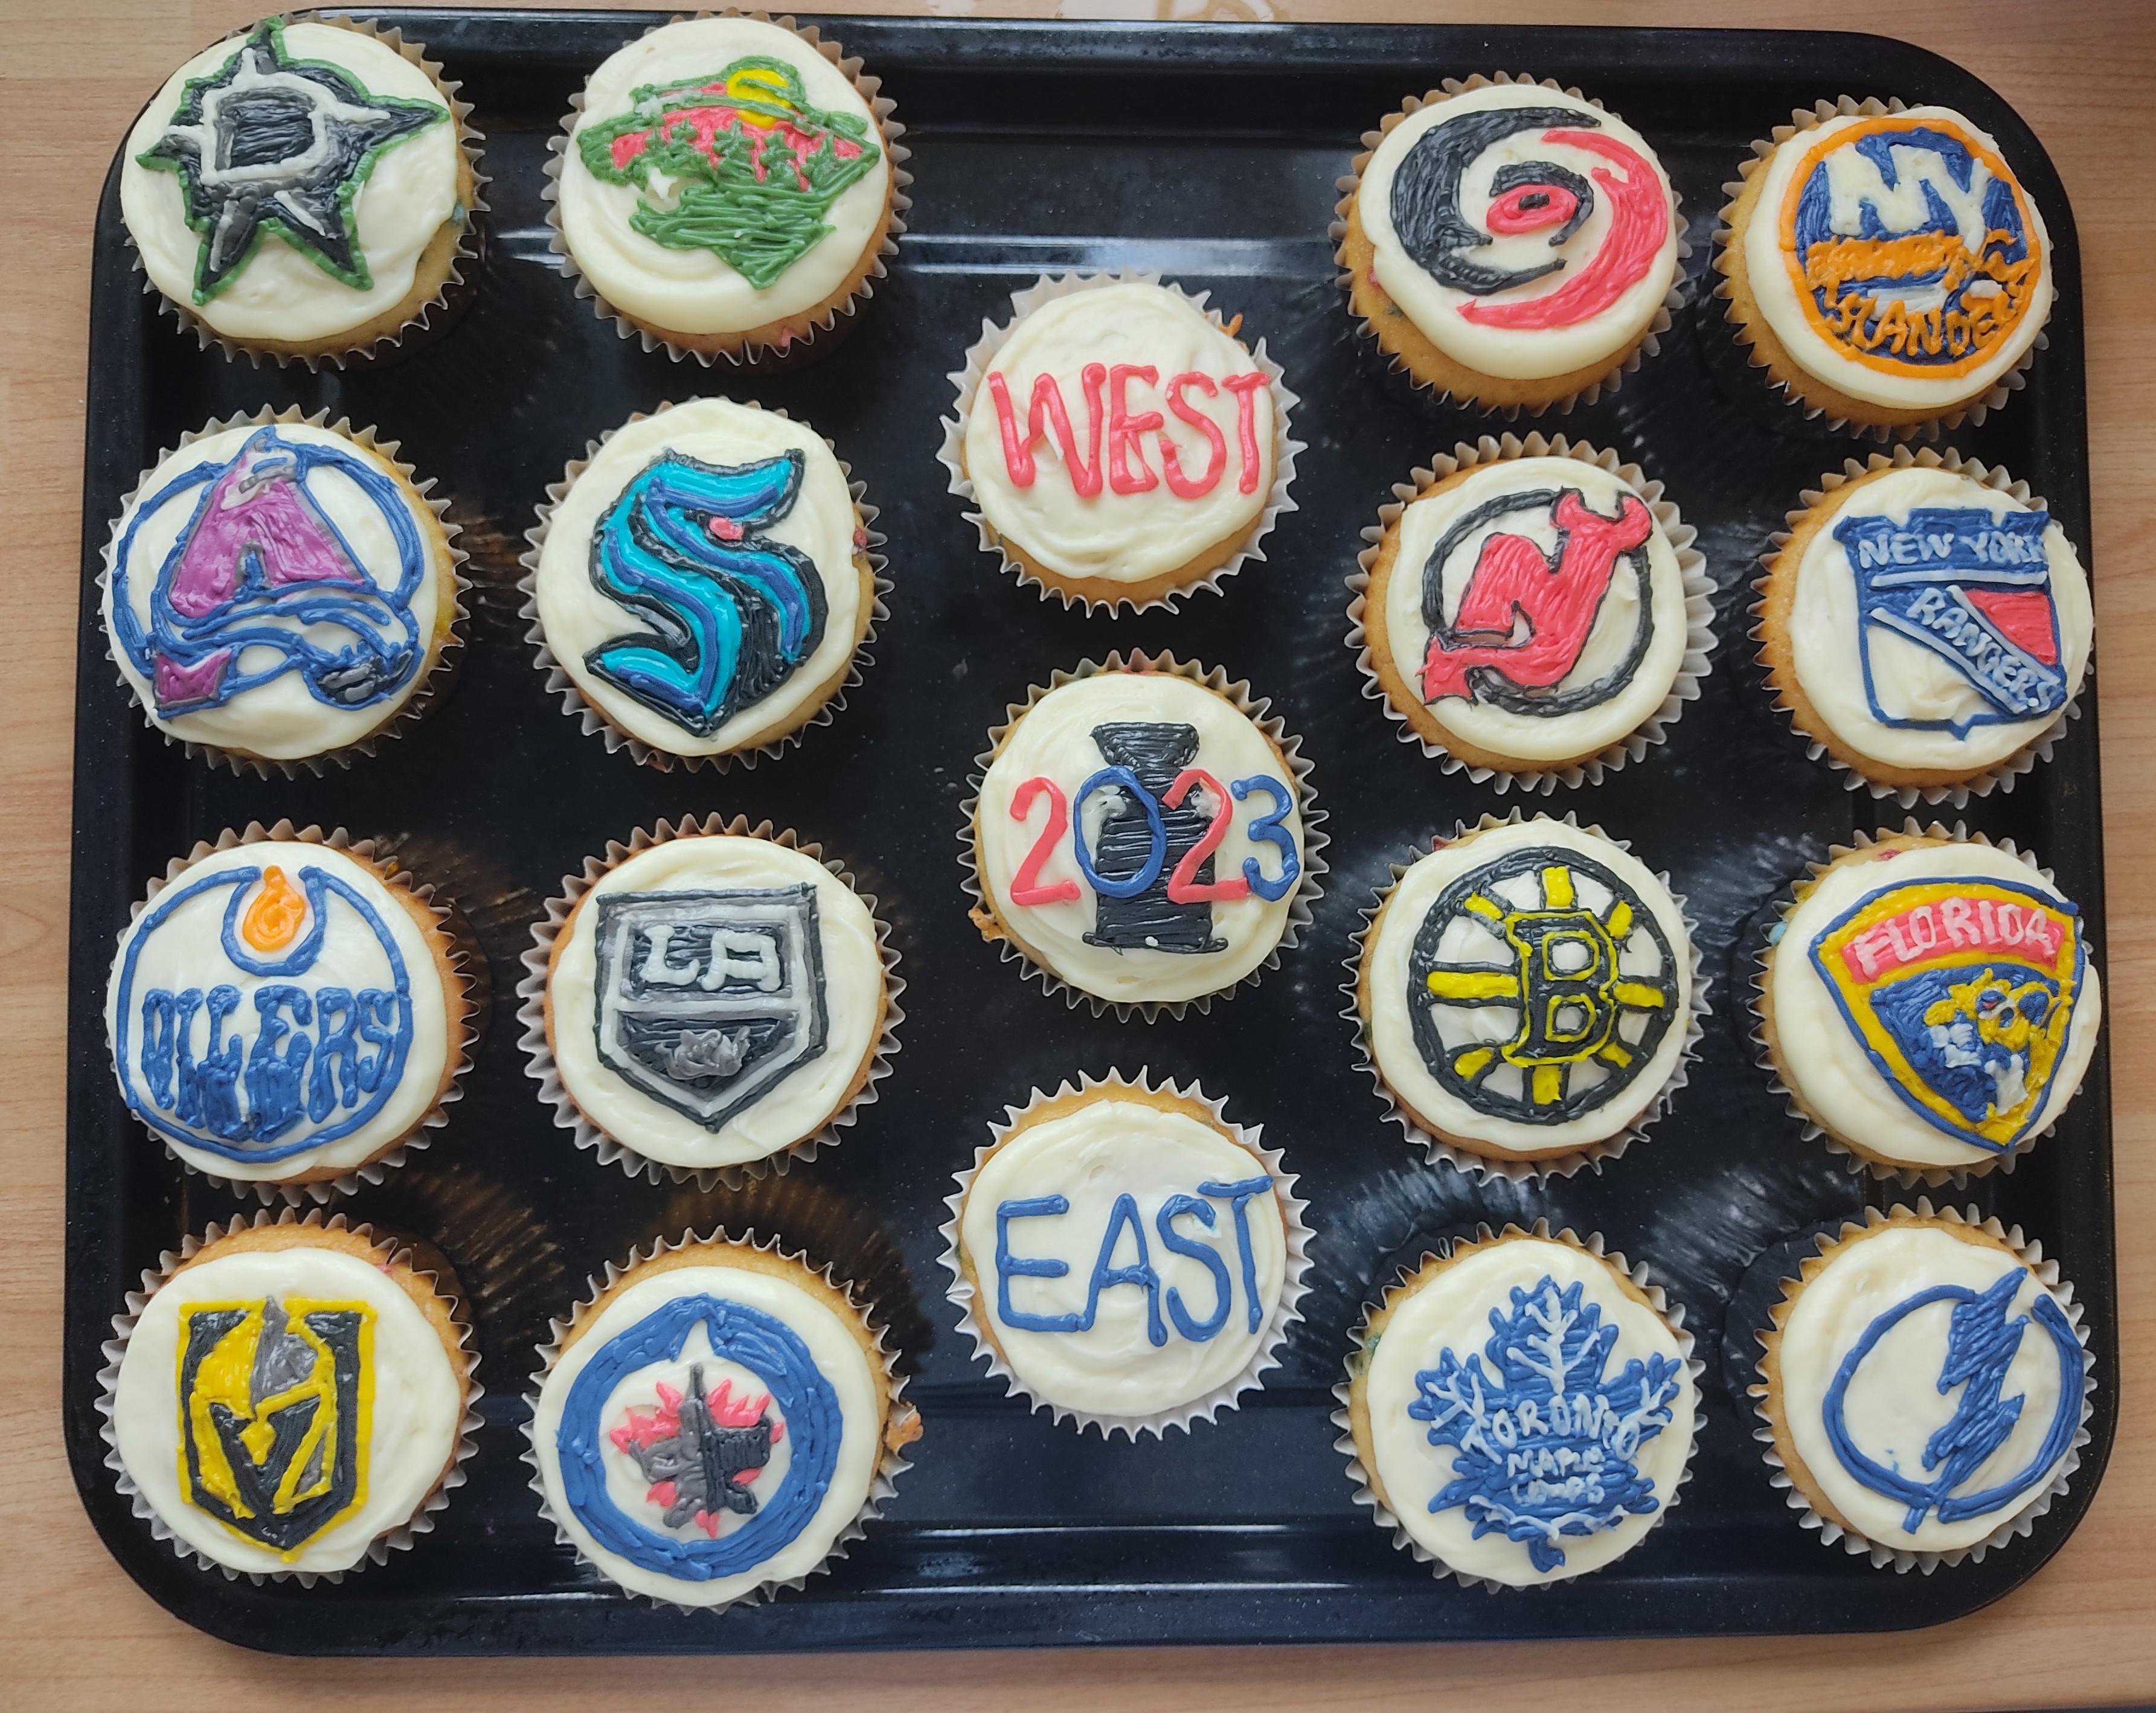 D
NY
ISLANDERS
WEST
A
NEW YORK
RANGERS
2023
OILERS
LA
B
FLORIDA
EAST
TORONTO
MAPLE
LEAFS